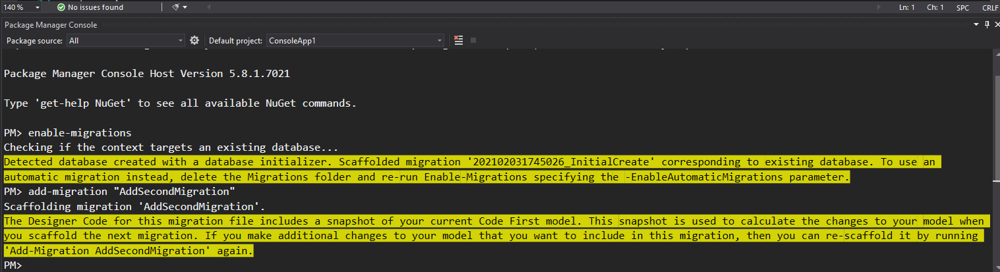 140 % No issues found Ln: 1 Ch: 1 SPC CRLF
Package Manager Console
Package source: All Default project: ConsoleApp1
Package Manager Console Host Version 5.8.1.7021
Type 'get-help NuGet' to see all available NuGet commands.
PM> enable-migrations
Checking if the context targets an existing database...
Detected database created with a database initializer. Scaffolded migration '202102031745026_InitialCreate' corresponding to existing database. To use an
automatic migration instead, delete the Migrations folder and re-run Enable-Migrations specifying the -EnableAutomaticMigrations parameter.
PM> add-migration "AddSecondMigration"
Scaffolding migration 'AddSecondMigration'.
The Designer Code for this migration file includes a snapshot of your current Code First model. This snapshot is used to calculate the changes to your model when
you scaffold the next migration. If you make additional changes to your model that you want to include in this migration, then you can re-scaffold it by running
'Add-Migration AddSecondMigration' again.
PM>